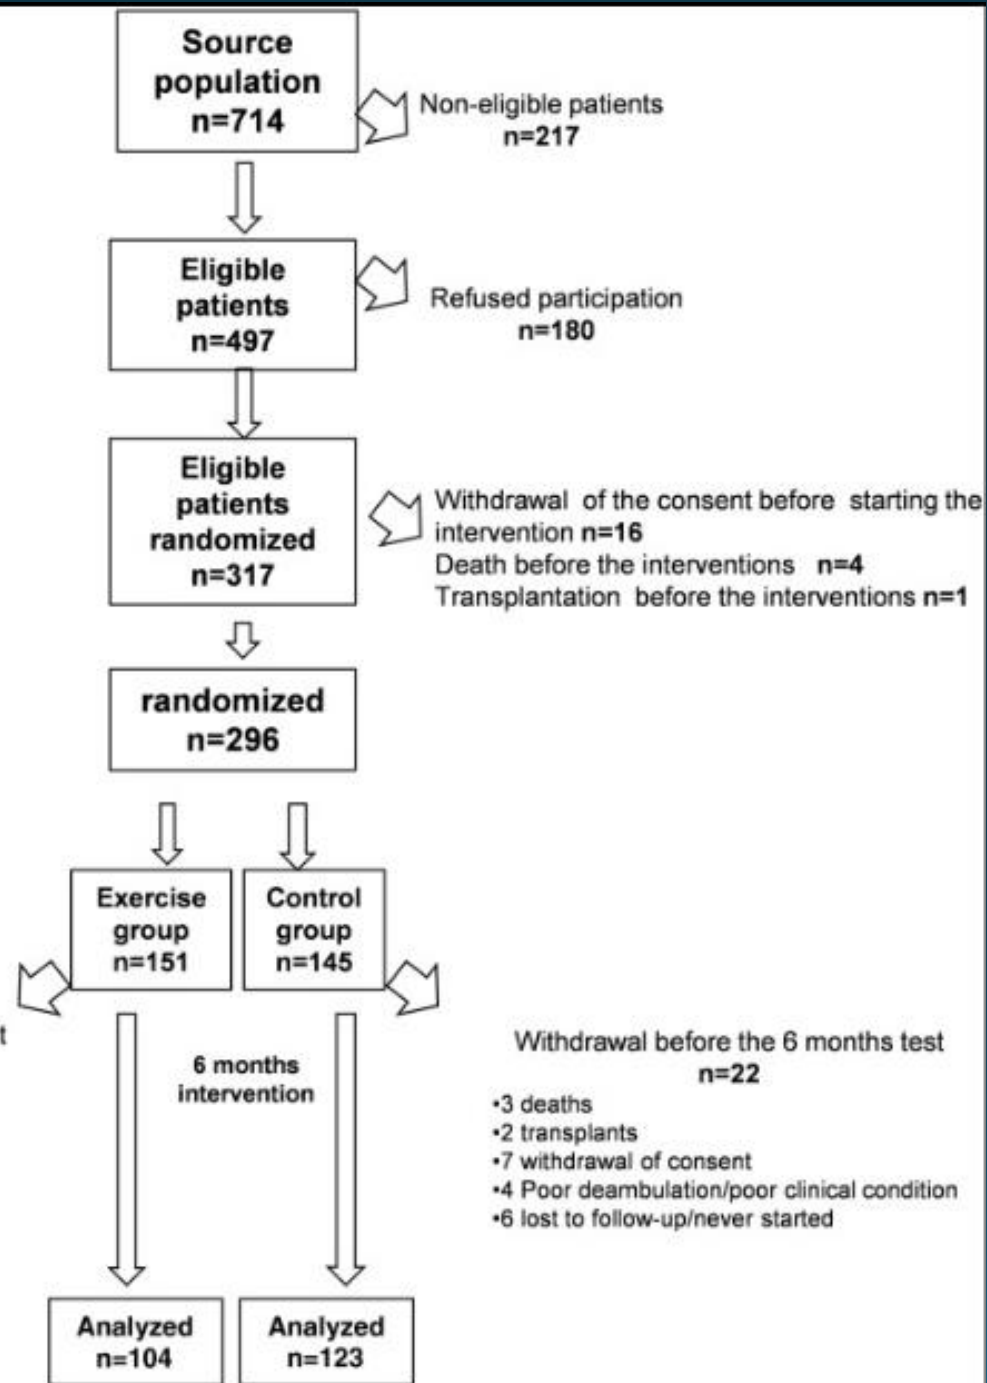 Source
population
n=714
Non-eligible patients
n=217
Eligible
patients
n=497
Refused participation
n=180
Eligible
patients
randomized
n=317
Withdrawal of the consent before starting the
intervention n=16
Death before the interventions n=4
Transplantation before the interventions n=1
randomized
n=296
Exercise
group
n=151
Control
group
n=145
t
6 months
intervention
Withdrawal before the 6 months test
n=22
•3 deaths
•2 transplants
•7 withdrawal of consent
•4 Poor deambulation/poor clinical condition
•6 lost to follow-up/never started
Analyzed
n=104
Analyzed
n=123